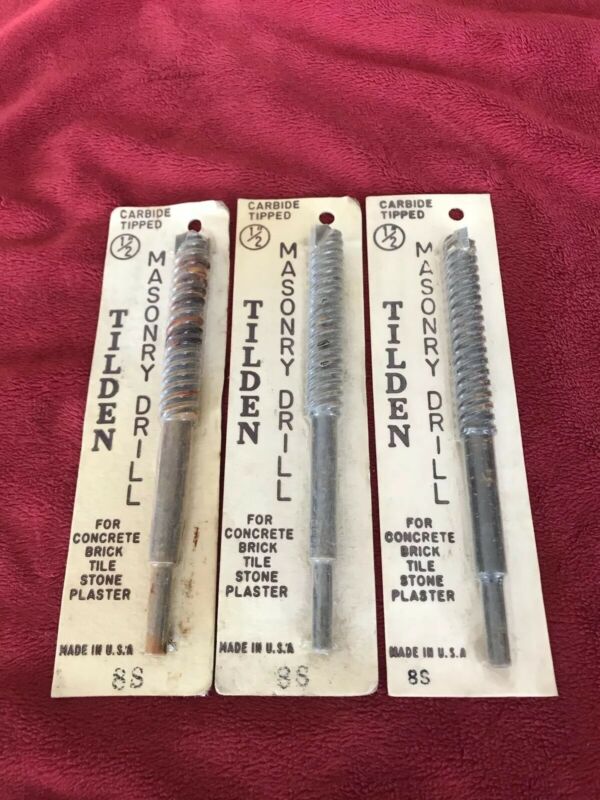 CARBIDE
TIPPED
1/2
MASONRY DRILL
TILDEN
FOR
CONCRETE
BRICK
TILE
STONE
PLASTER
MADE IN U.S.A
8S
CARBIDE
TIPPED
1/2
MASONRY DRILL
TILDEN
FOR
CONCRETE
BRICK
TILE
STONE
PLASTER
MADE IN U.S.A
8S
CARBIDE
TIPPED
1/2
MASONRY DRILL
TILDEN
FOR
CONCRETE
BRICK
TILE
STONE
PLASTER
MADE IN U.S.A
8S